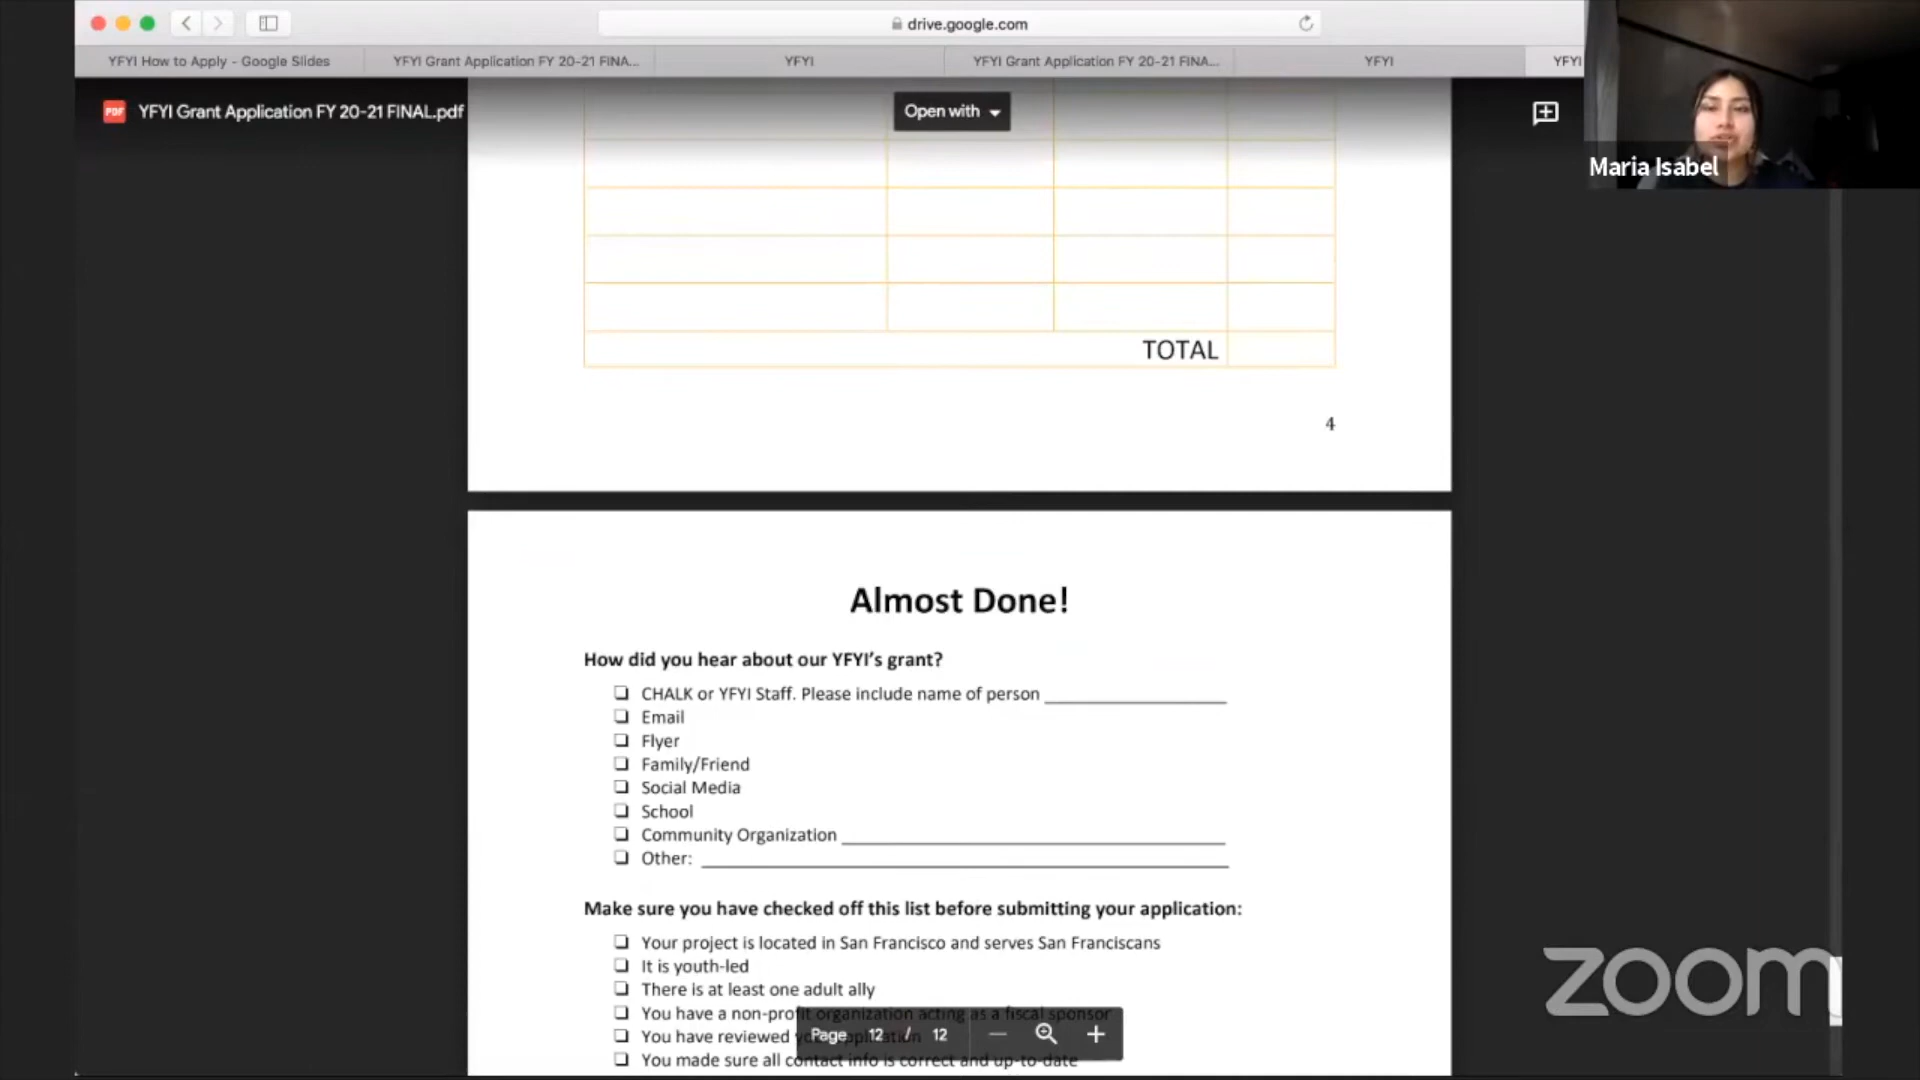 drive.google.com
YFYI How to Apply - Google Slides
YFYI Grant Application FY 20-21 FINA...
YFYI
YFYI Grant Application FY 20-21 FINA...
YFYI
YFYI
PDF
YFYI Grant Application FY 20-21 FINAL.pdf
Open with
Maria Isabel
TOTAL
4
Almost Done!
How did you hear about our YFYI's grant?
CHALK or YFYI Staff. Please include name of person
Email
Flyer
Family/Friend
Social Media
School
Community Organization
Other:
Make sure you have checked off this list before submitting your application:
Your project is located in San Francisco and serves San Franciscans
It is youth-led
There is at least one adult ally
You have a non-profit organization acting as a fiscal sponsor
You have reviewed your application
You made sure all contact info is correct and up-to-date
Page 12 / 12
zoom